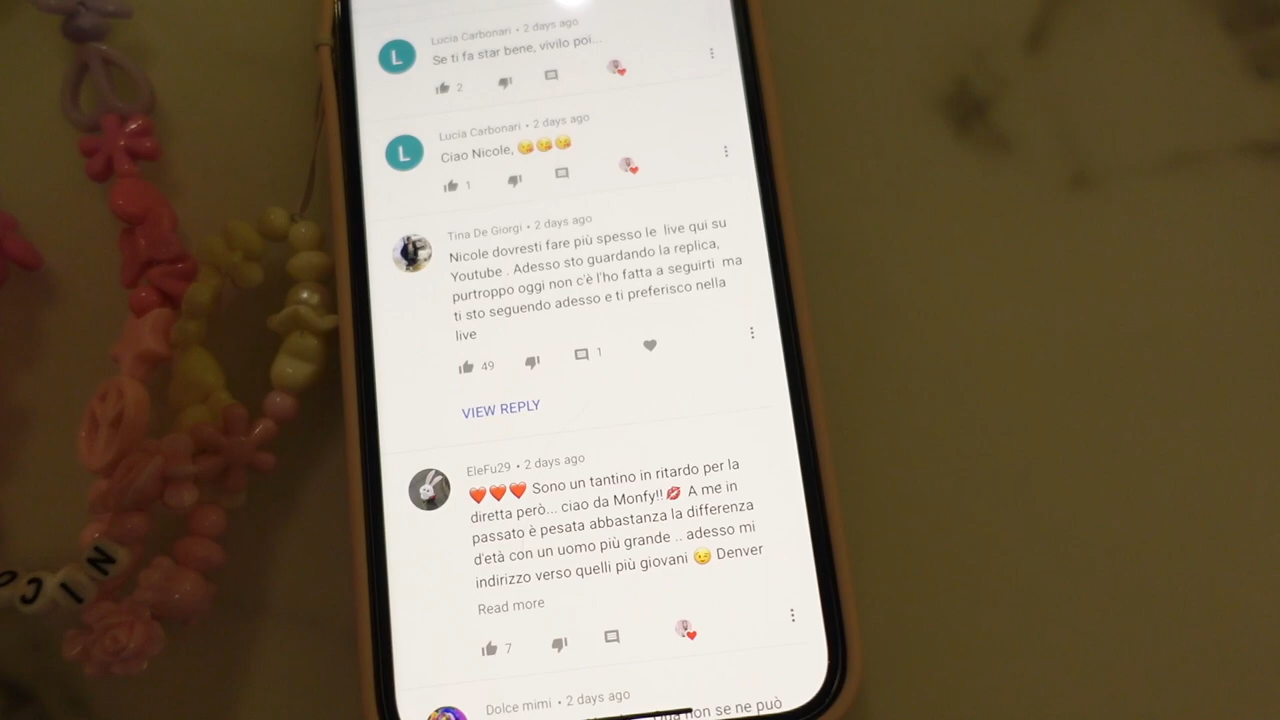 Lucia Carbonari • 2 days ago
Se ti fa star bene, vivilo poi...
2
Lucia Carbonari • 2 days ago
Ciao Nicole, 😘😘😘
1
Tina De Giorgi • 2 days ago
Nicole dovresti fare più spesso le live qui su
Youtube . Adesso sto guardando la replica,
purtroppo oggi non c'è l'ho fatta a seguirti ma
ti sto seguendo adesso e ti preferisco nella
live
49
1
VIEW REPLY
EleFu29 • 2 days ago
❤️❤️❤️ Sono un tantino in ritardo per la
diretta però... ciao da Monfy!!💋 A me in
passato è pesata abbastanza la differenza
d'età con un uomo più grande .. adesso mi
indirizzo verso quelli più giovani 😉 Denver
Read more
7
Dolce mimi • 2 days ago
non se ne può
L
L
NIC